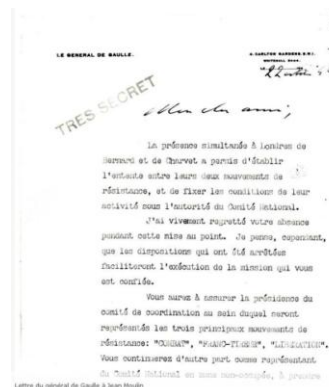 LE GENERAL DE GAULLE.
4, CARLTON GARDENS, S.W.1.
TRES SECRET
Mon cher ami,
La présence simultanée à Londres de
Bernard et de Charvet a permis d'établir
l'entente entre leurs deux mouvements de
résistance, et de fixer les conditions de leur
activité sous l'autorité du Comité National.
J'ai vivement regretté votre absence
pendant cette mise au point. Je pense, cependant,
que les dispositions qui ont été arrêtées
faciliteront l'exécution de la mission qui vous
est confiée.
Vous aurez à assurer la présidence du
comité de coordination au sein duquel seront
représentés les trois principaux mouvements de
résistance: "COMBAT", "FRANC-TIREUR", "LIBERATION".
Vous continuerez d'autre part comme représentant
du Comité National en zone non-occupée, à prendre
Lettre du général de Gaulle à Jean Moulin